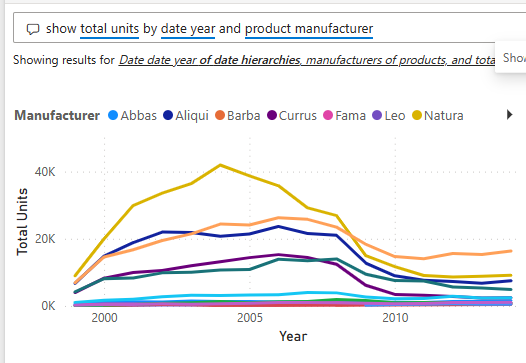 show total units by date year and product manufacturer
Showing results for Date date year of date hierarchies, manufacturers of products, and tota
Sho
Manufacturer Abbas Aliqui Barba Currus Fama Leo Natura
40K
20K
0K
Total Units
2000 2005 2010
Year